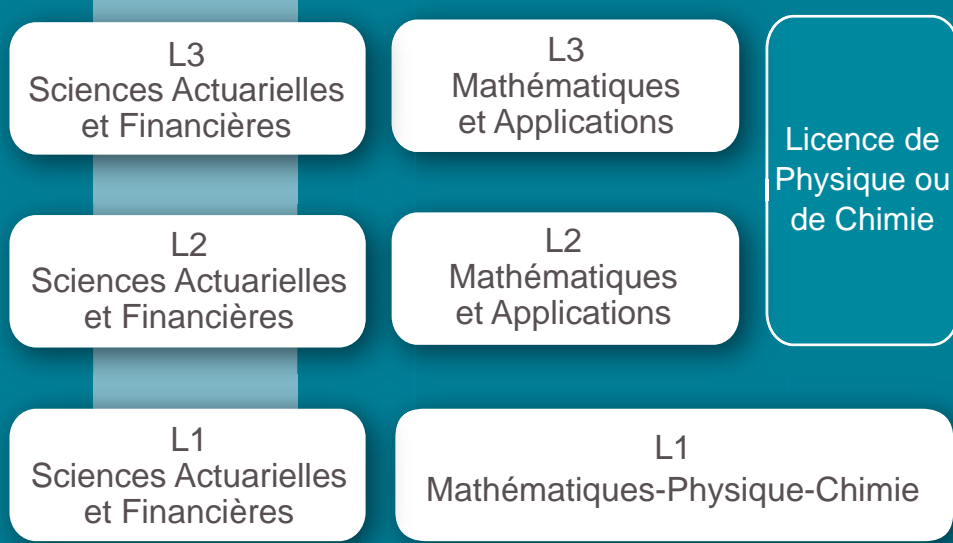 L3
Sciences Actuarielles
et Financières
L3
Mathématiques
et Applications
Licence de
Physique ou
de Chimie
L2
Sciences Actuarielles
et Financières
L2
Mathématiques
et Applications
L1
Sciences Actuarielles
et Financières
L1
Mathématiques-Physique-Chimie